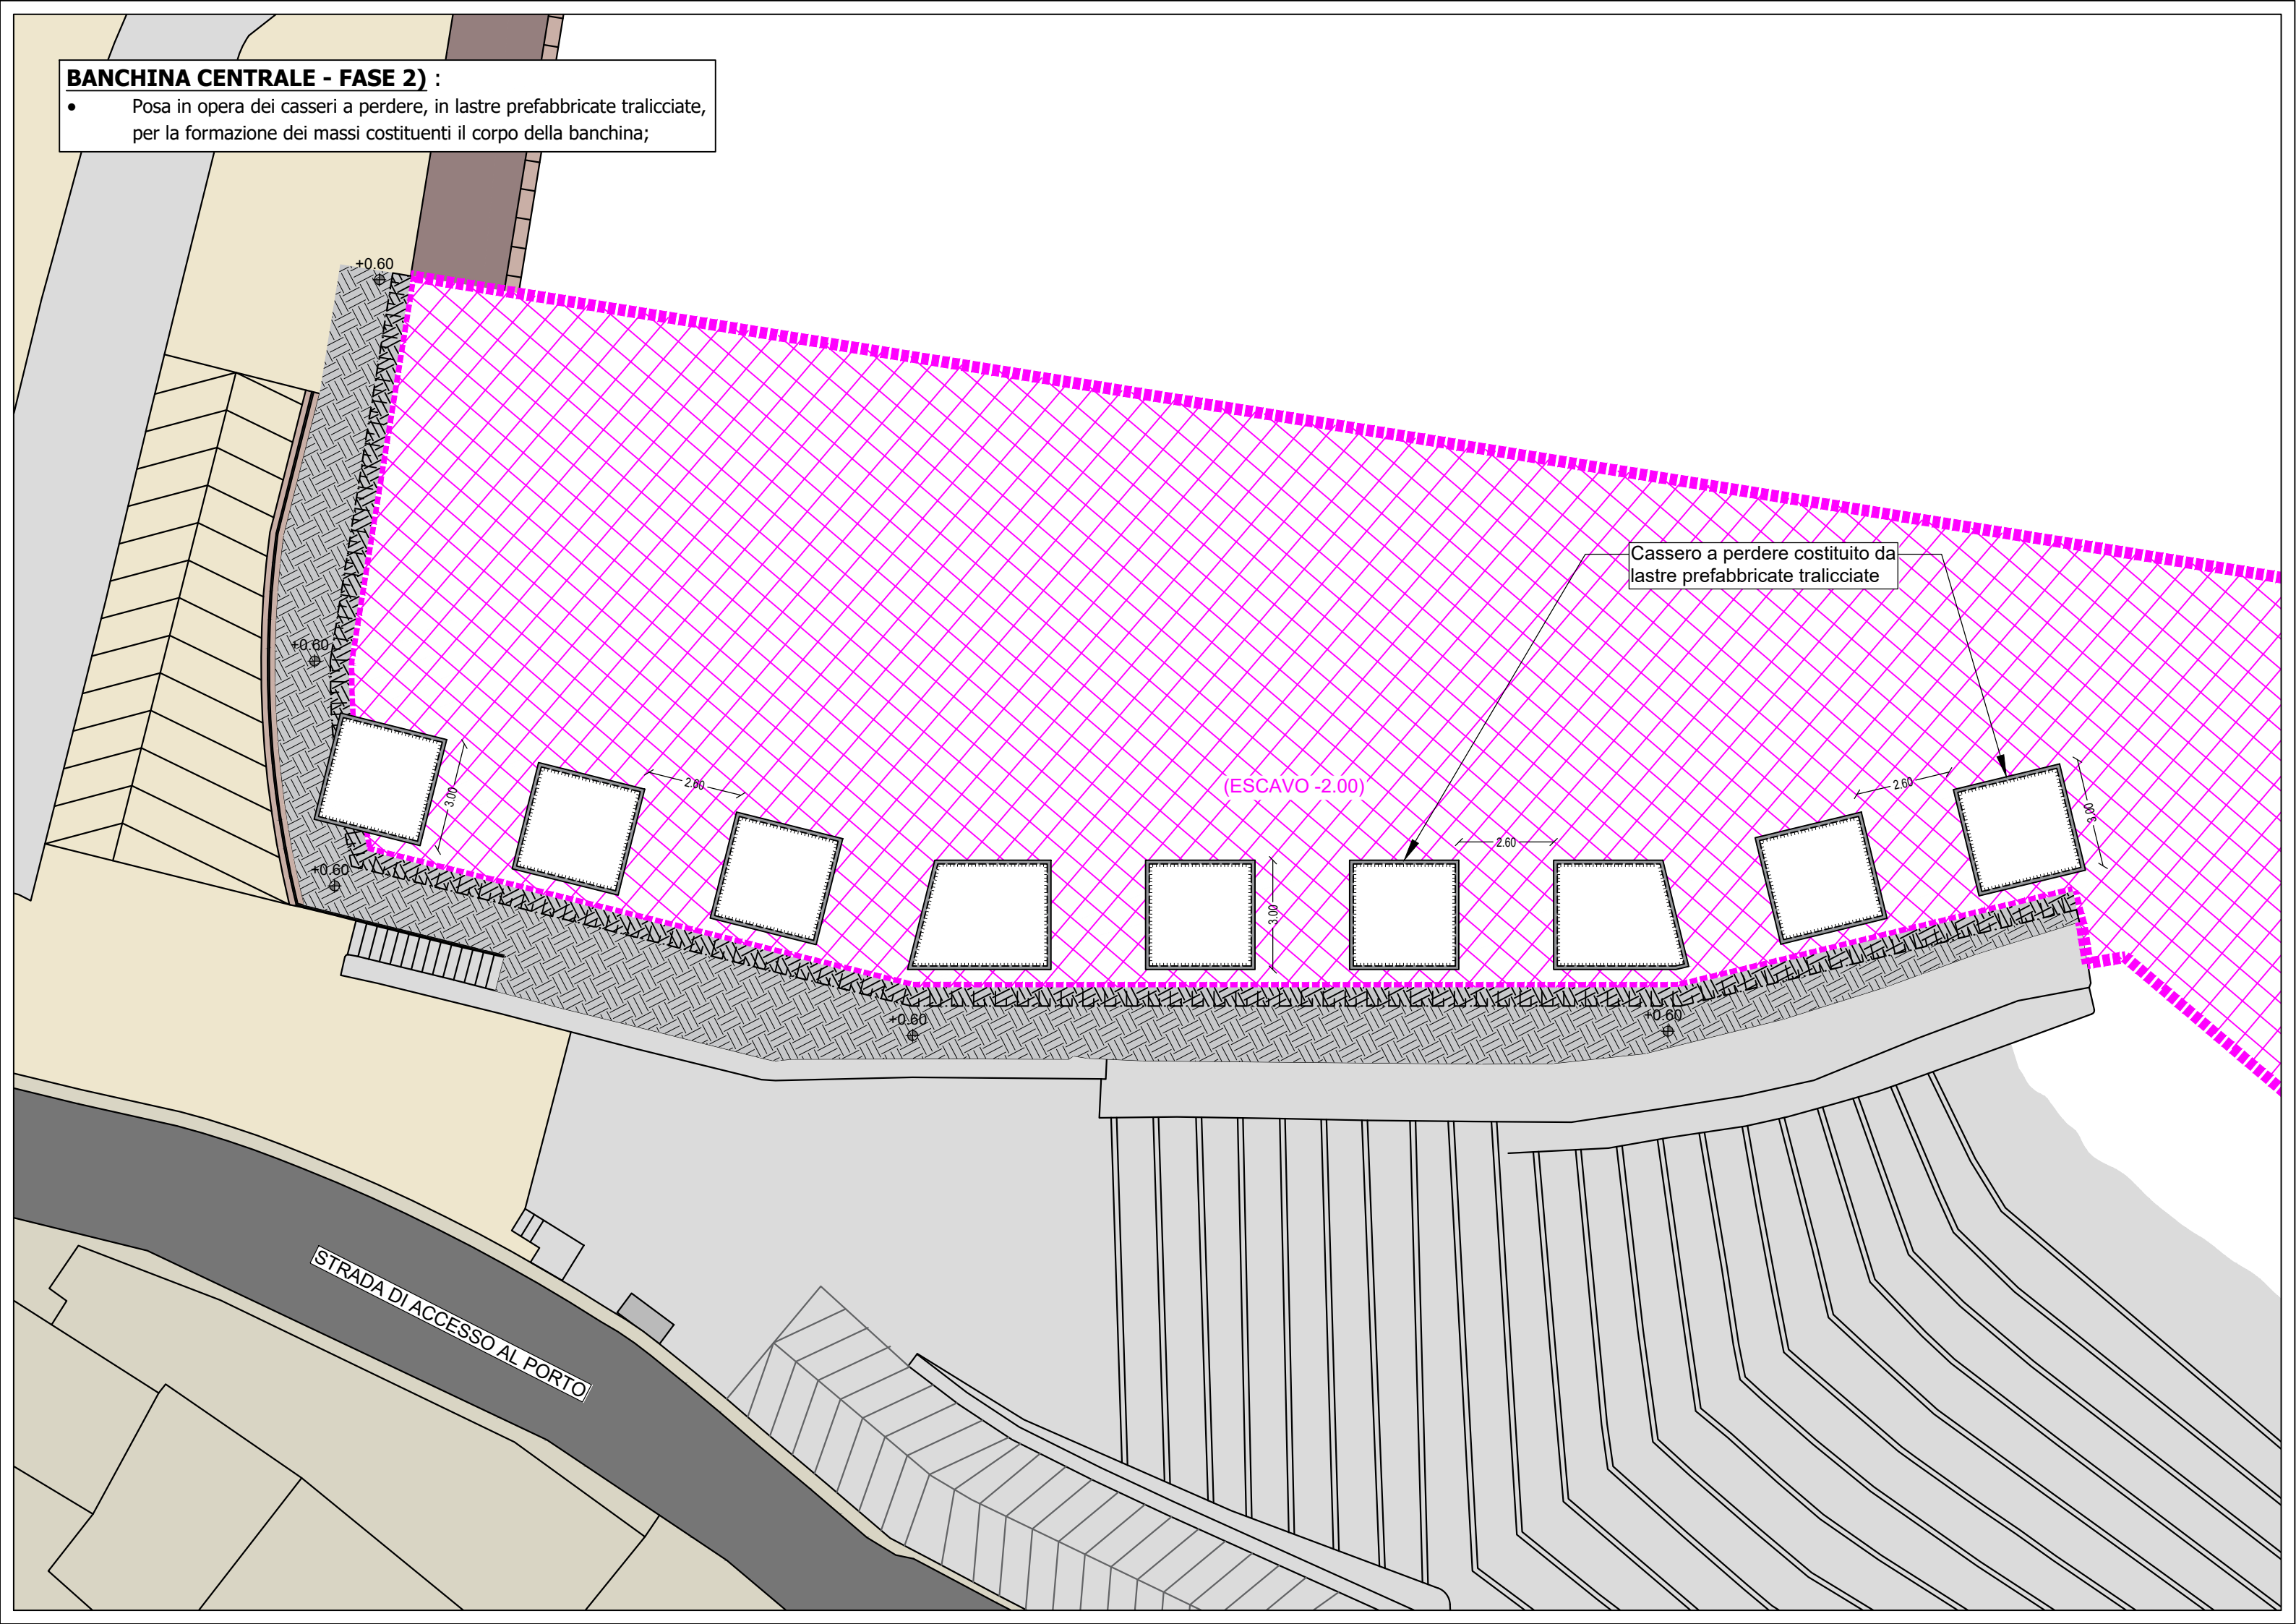 BANCHINA CENTRALE - FASE 2) :
• Posa in opera dei casseri a perdere, in lastre prefabbricate tralicciate,
per la formazione dei massi costituenti il corpo della banchina;
+0.60
Cassero a perdere costituito da
lastre prefabbricate tralicciate
+0.60
3.00
2.60
(ESCAVO -2.00)
2.60
3.00
2.60
+0.60
3.00
+0.60
+0.60
STRADA DI ACCESSO AL PORTO